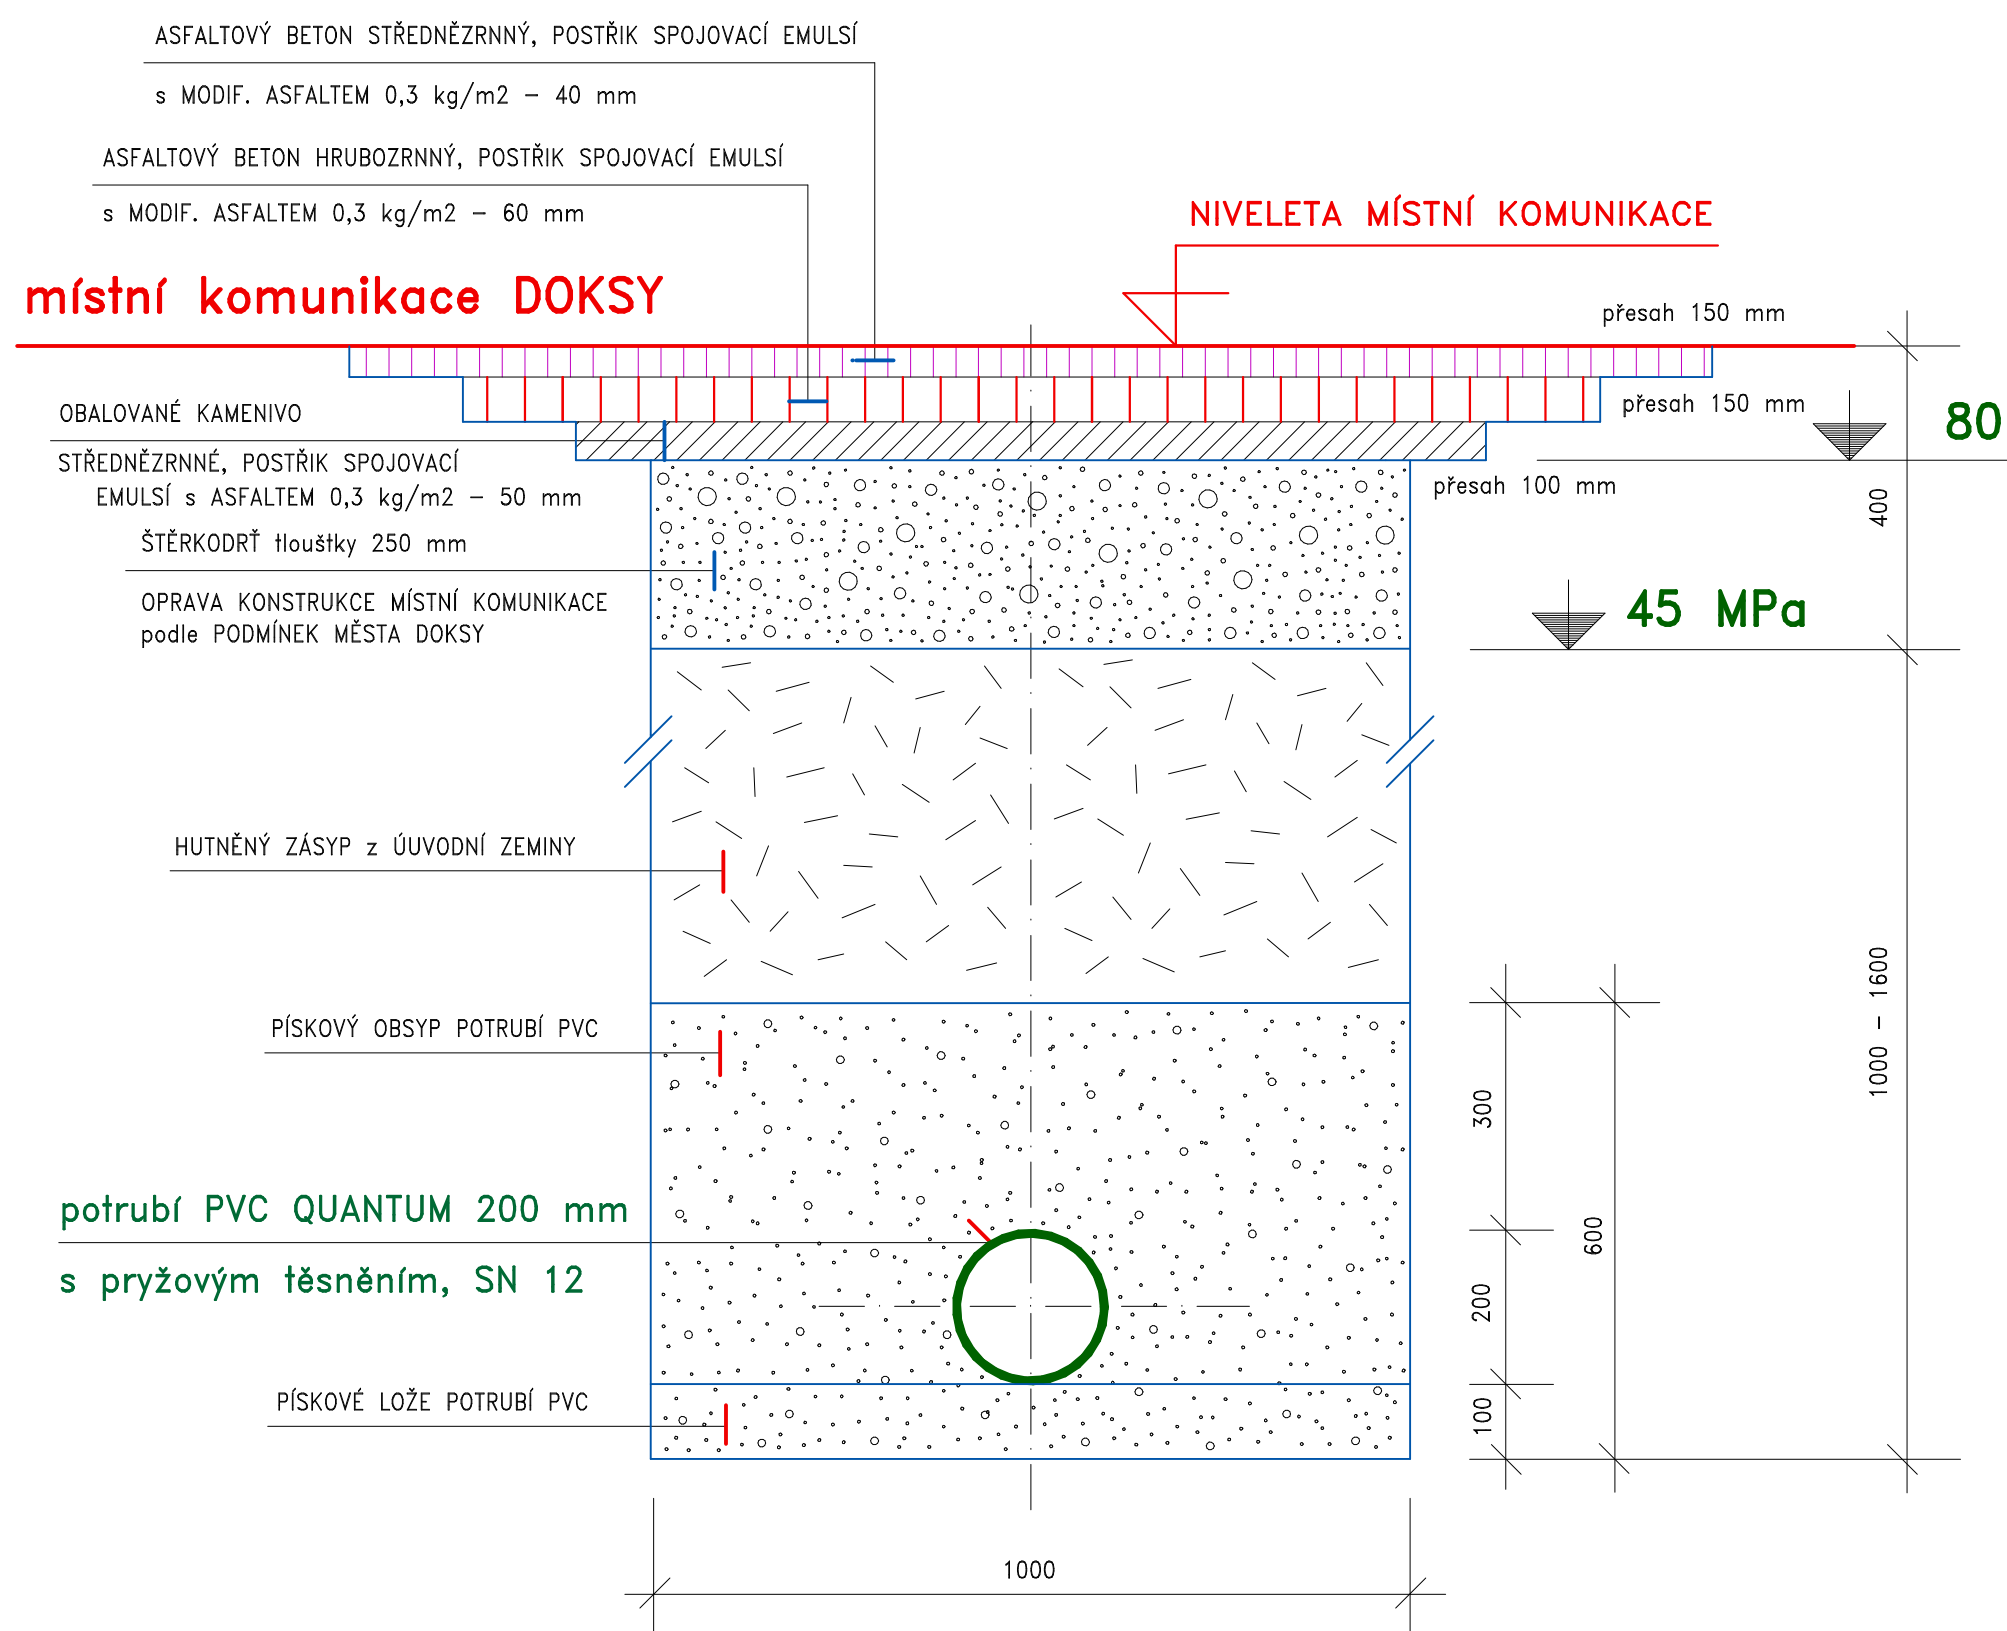 ASFALTOVÝ BETON STŘEDNĚZRNNÝ, POSTŘIK SPOJOVACÍ EMULSÍ
s MODIF. ASFALTEM 0,3 kg/m2 – 40 mm
ASFALTOVÝ BETON HRUBOZRNNÝ, POSTŘIK SPOJOVACÍ EMULSÍ
s MODIF. ASFALTEM 0,3 kg/m2 – 60 mm
NIVELETA MÍSTNÍ KOMUNIKACE
místní komunikace DOKSY
přesah 150 mm
OBALOVANÉ KAMENIVO
přesah 150 mm
80
STŘEDNĚZRNNÉ, POSTŘIK SPOJOVACÍ
EMULSÍ s ASFALTEM 0,3 kg/m2 – 50 mm
přesah 100 mm
400
ŠTĚRKODRŤ tloušťky 250 mm
OPRAVA KONSTRUKCE MÍSTNÍ KOMUNIKACE
podle PODMÍNEK MĚSTA DOKSY
45 MPa
HUTNĚNÝ ZÁSYP z ÚUVODNÍ ZEMINY
PÍSKOVÝ OBSYP POTRUBÍ PVC
1000 – 1600
300
potrubí PVC QUANTUM 200 mm
s pryžovým těsněním, SN 12
600
200
PÍSKOVÉ LOŽE POTRUBÍ PVC
100
1000